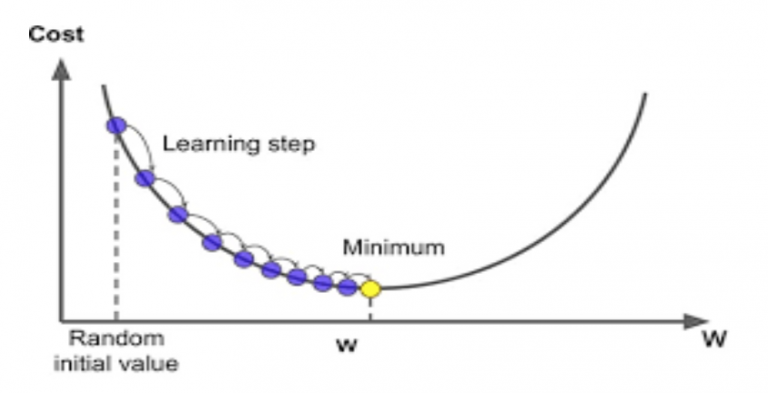 Cost
Learning step
Minimum
Random
initial value
w
W